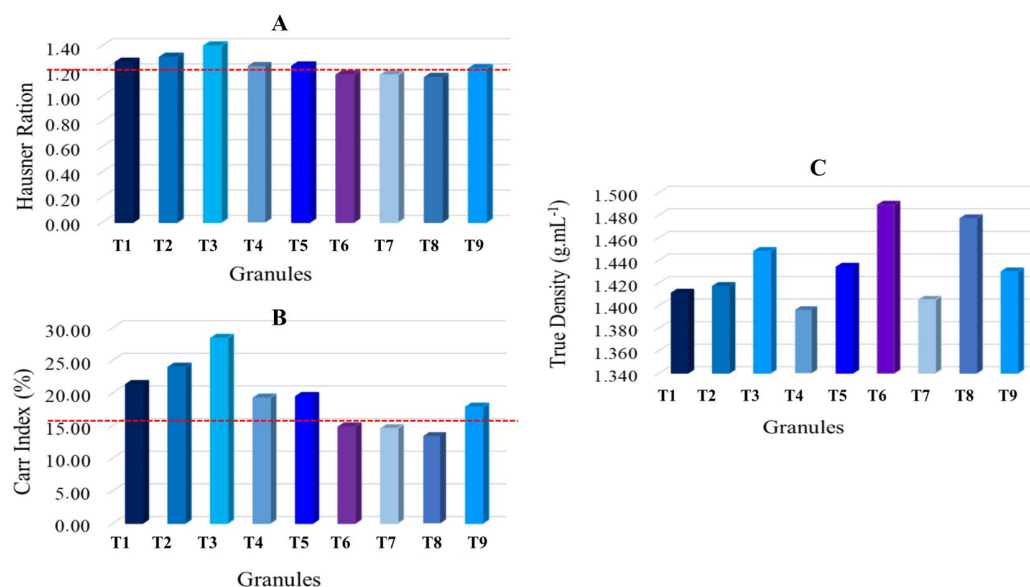 A
Hausner Ration
1.40
1.20
1.00
0.80
0.60
0.40
0.20
0.00
T1 T2 T3 T4 T5 T6 T7 T8 T9
Granules
B
Carr Index (%)
30.00
25.00
20.00
15.00
10.00
5.00
0.00
T1 T2 T3 T4 T5 T6 T7 T8 T9
Granules
C
True Density (g.mL⁻¹)
1.500
1.480
1.460
1.440
1.420
1.400
1.380
1.360
1.340
T1 T2 T3 T4 T5 T6 T7 T8 T9
Granules